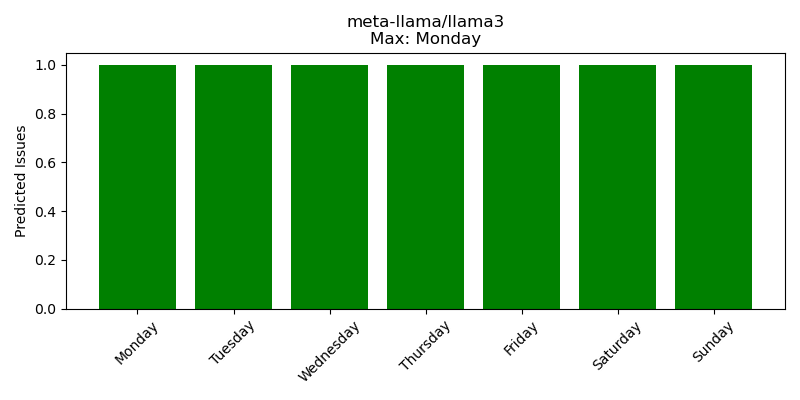 meta-llama/llama3
Max: Monday
Predicted Issues
1.0
0.8
0.6
0.4
0.2
0.0
Monday
Tuesday
Wednesday
Thursday
Friday
Saturday
Sunday